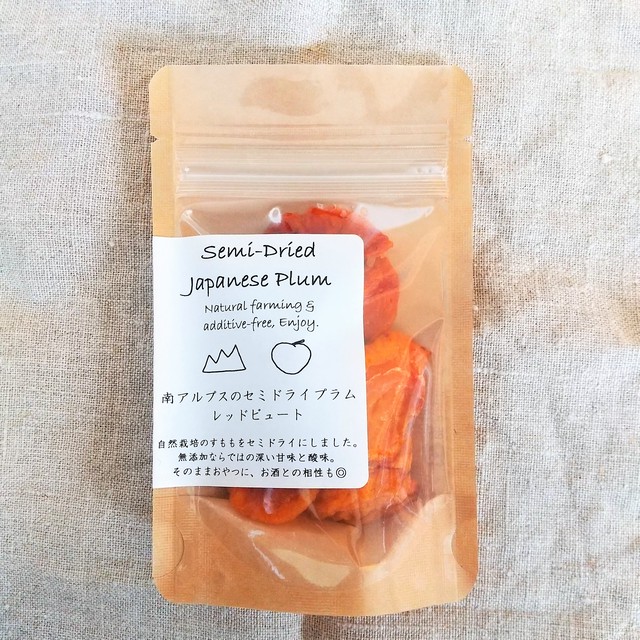 Semi-Dried
Japanese Plum
Natural farming &
additive-free, Enjoy.
南アルプスのセミドライプラム
レッドビュート
自然栽培のすももをセミドライにしました。
無添加ならではの深い甘味と酸味。
そのままおやつに、お酒との相性も◎